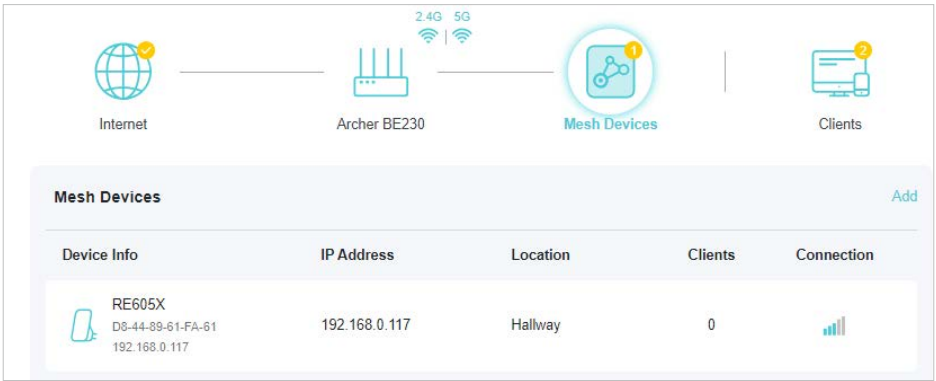 2.4G 5G
1
2
Internet
Archer BE230
Mesh Devices
Clients
Mesh Devices
Add
Device Info
IP Address
Location
Clients
Connection
RE605X
D8-44-89-61-FA-61
192.168.0.117
192.168.0.117
Hallway
0